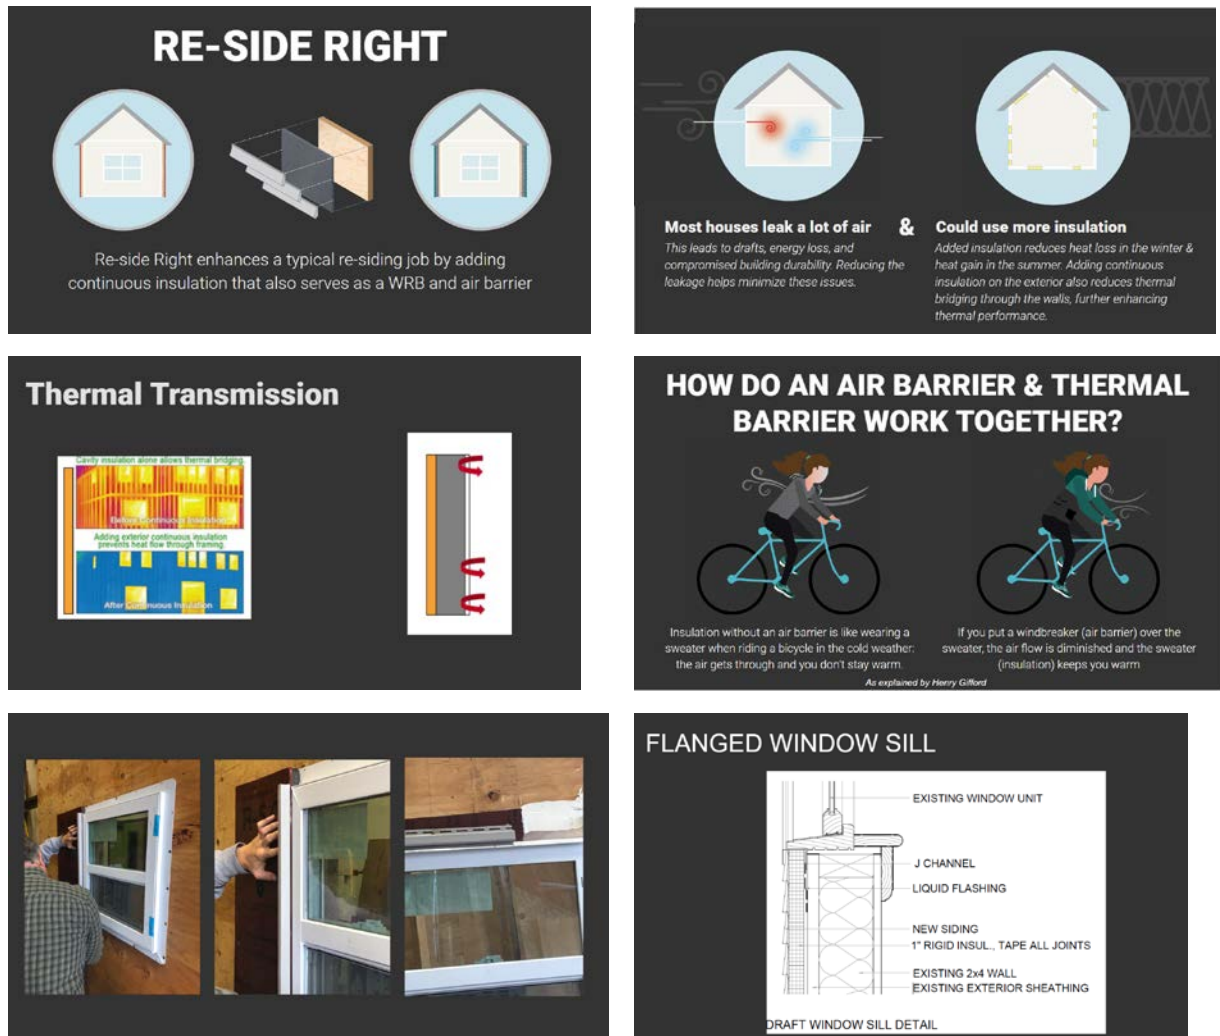 RE-SIDE RIGHT
Re-side Right enhances a typical re-siding job by adding
continuous insulation that also serves as a WRB and air barrier
Most houses leak a lot of air
This leads to drafts, energy loss, and
compromised building durability. Reducing the
leakage helps minimize these issues.
&
Could use more insulation
Added insulation reduces heat loss in the winter &
heat gain in the summer. Adding continuous
insulation on the exterior also reduces thermal
bridging through the walls, further enhancing
thermal performance.
Thermal Transmission
Cavity insulation alone allows thermal bridging.
Before Continuous Insulation
Adding exterior continuous insulation
prevents heat flow through framing.
After Continuous Insulation
HOW DO AN AIR BARRIER & THERMAL
BARRIER WORK TOGETHER?
Insulation without an air barrier is like wearing a
sweater when riding a bicycle in the cold weather:
the air gets through and you don't stay warm.
If you put a windbreaker (air barrier) over the
sweater, the air flow is diminished and the sweater
(insulation) keeps you warm
As explained by Henry Gifford
FLANGED WINDOW SILL
EXISTING WINDOW UNIT
J CHANNEL
LIQUID FLASHING
NEW SIDING
1" RIGID INSUL., TAPE ALL JOINTS
EXISTING 2x4 WALL
EXISTING EXTERIOR SHEATHING
DRAFT WINDOW SILL DETAIL